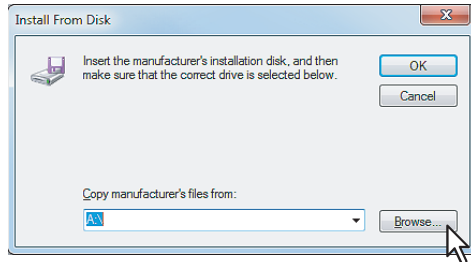 Install From Disk
Insert the manufacturer's installation disk, and then
make sure that the correct drive is selected below.
OK
Cancel
Copy manufacturer's files from:
A:\
Browse...